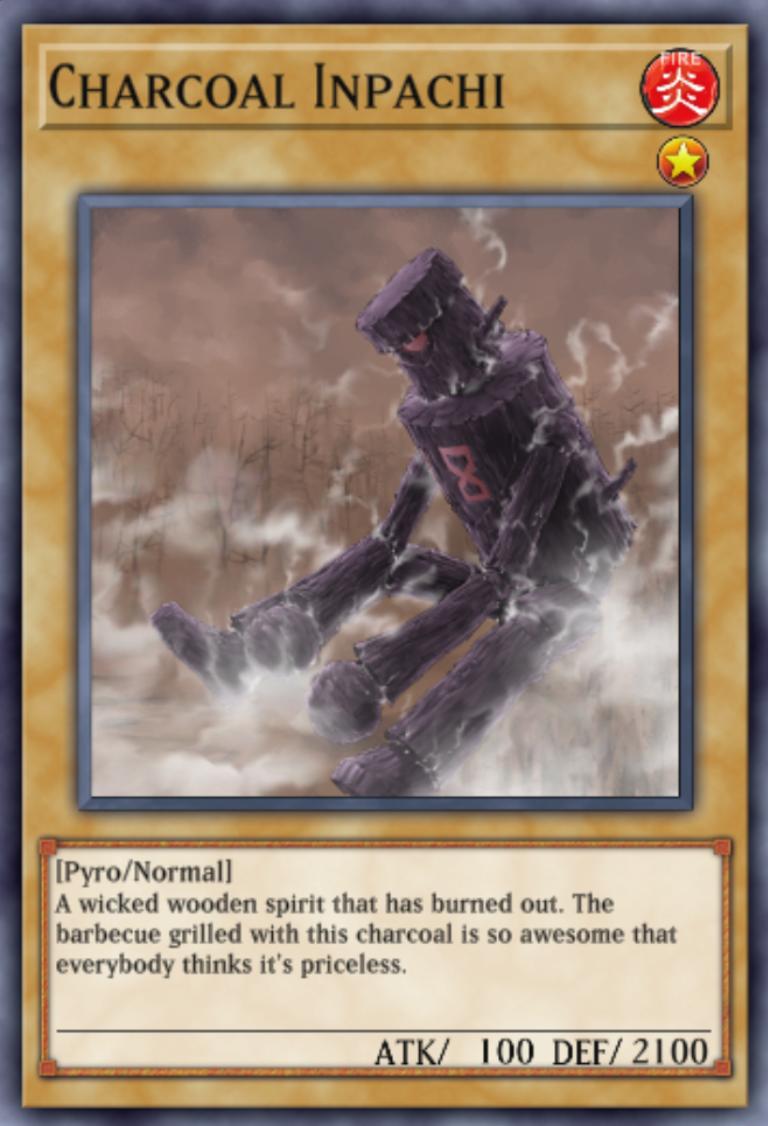 CHARCOAL INPACHI
FIRE
炎
[Pyro/Normal]
A wicked wooden spirit that has burned out. The
barbecue grilled with this charcoal is so awesome that
everybody thinks it's priceless.
ATK/ 100 DEF/ 2100